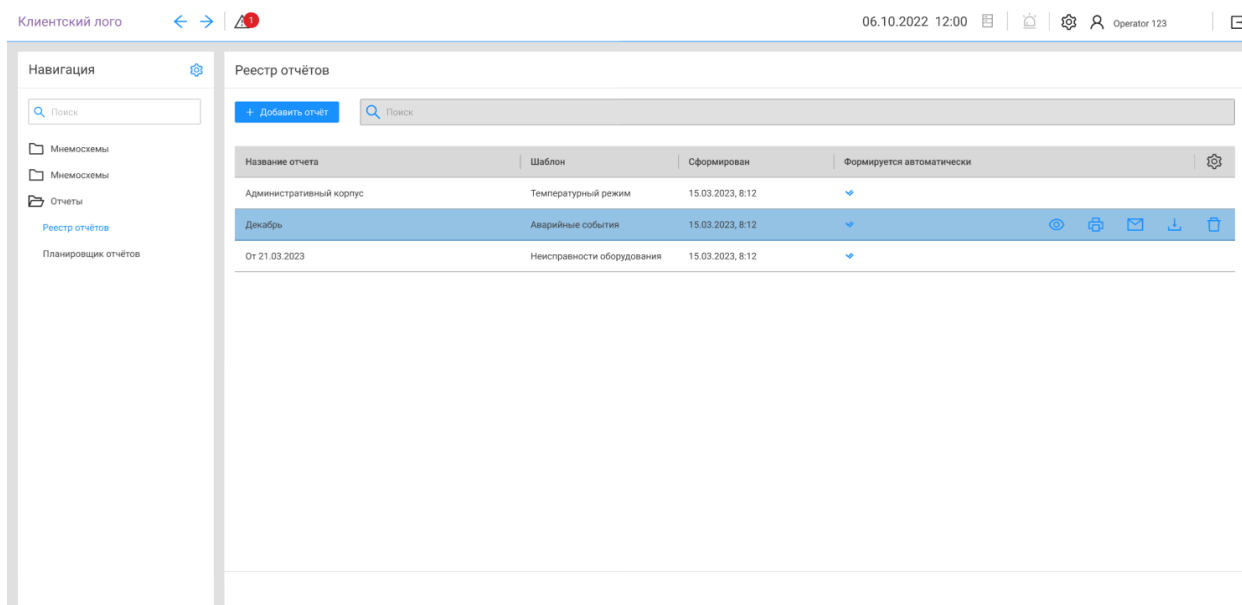 Клиентский лого 1 06.10.2022 12:00 Operator 123
Навигация
Поиск
Мнемосхемы
Мнемосхемы
Отчеты
Реестр отчётов
Планировщик отчётов
Реестр отчётов
+ Добавить отчёт Поиск
Название отчета Шаблон Сформирован Формируется автоматически
Административный корпус Температурный режим 15.03.2023, 8:12
Декабрь Аварийные события 15.03.2023, 8:12
От 21.03.2023 Неисправности оборудования 15.03.2023, 8:12